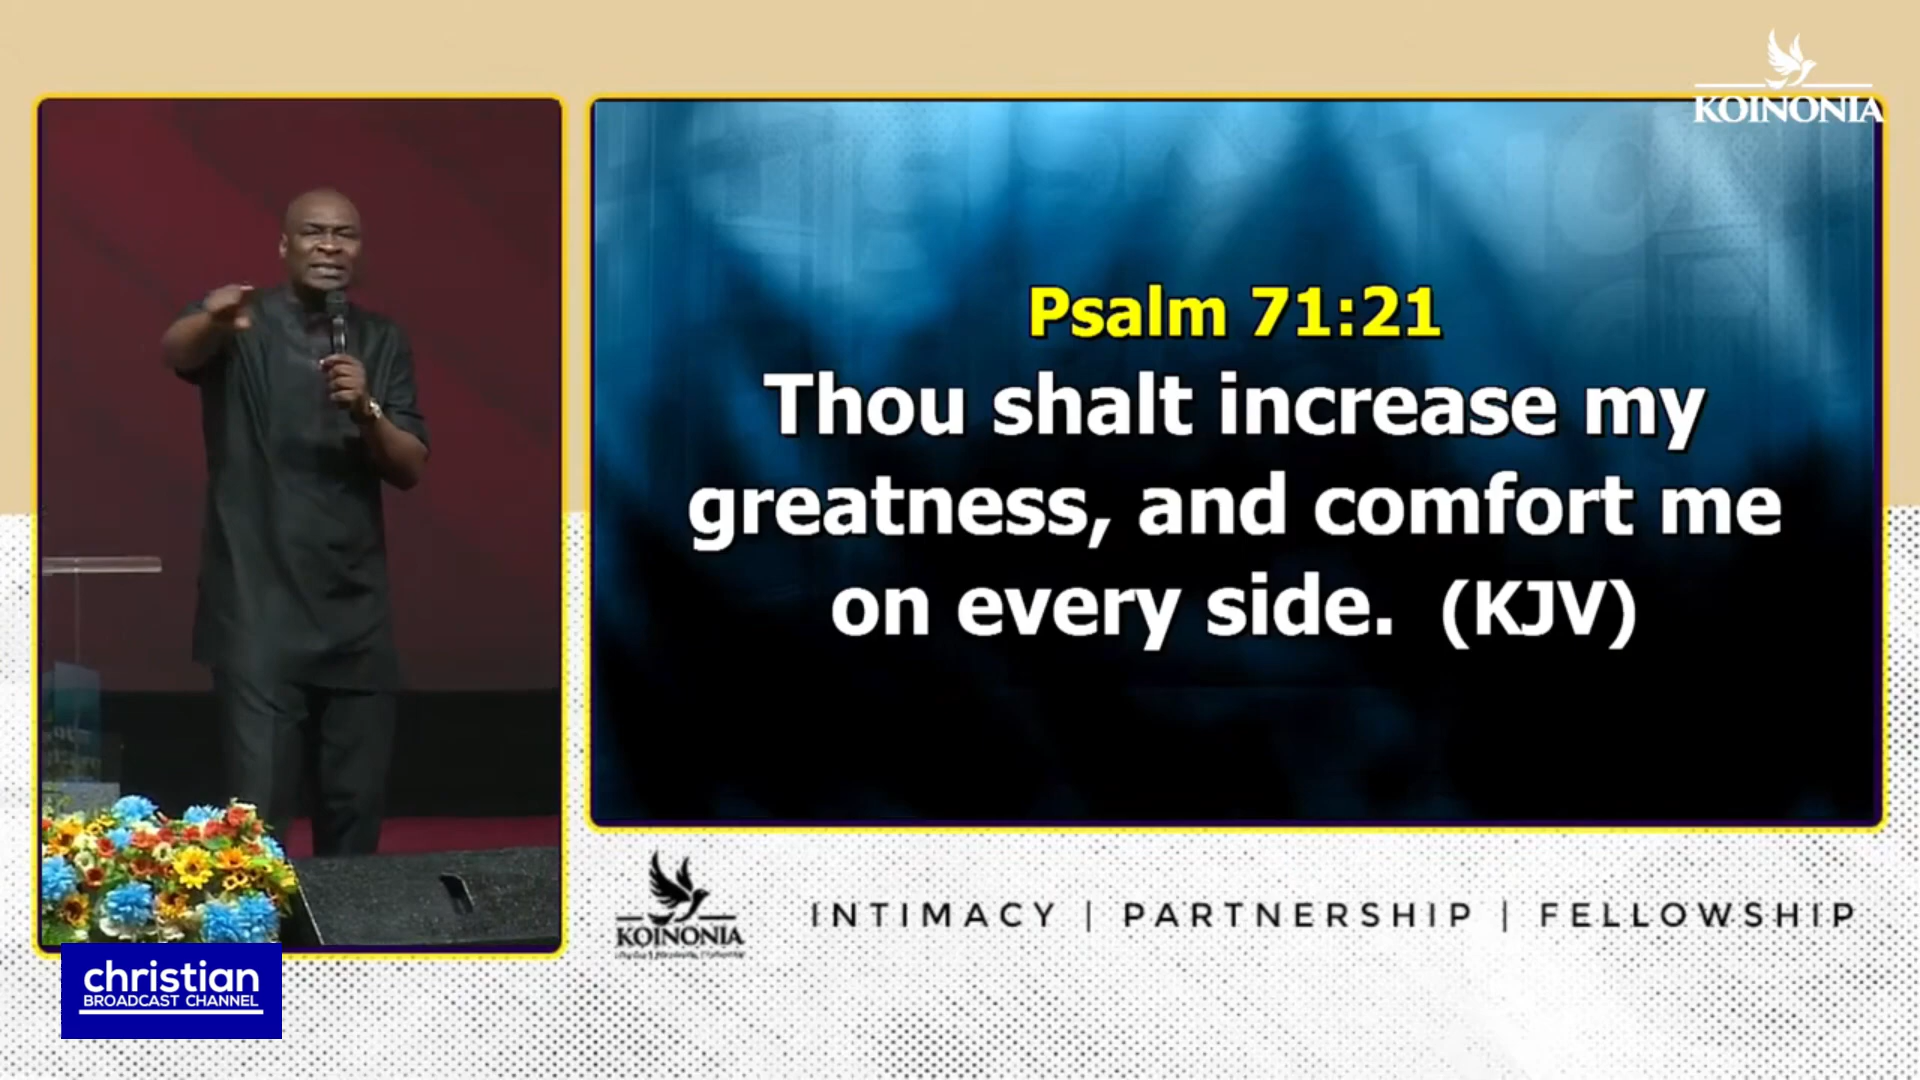 KOINONIA
Psalm 71:21
Thou shalt increase my
greatness, and comfort me
on every side. (KJV)
KOINONIA
INTIMACY | PARTNERSHIP | FELLOWSHIP
christian
BROADCAST CHANNEL